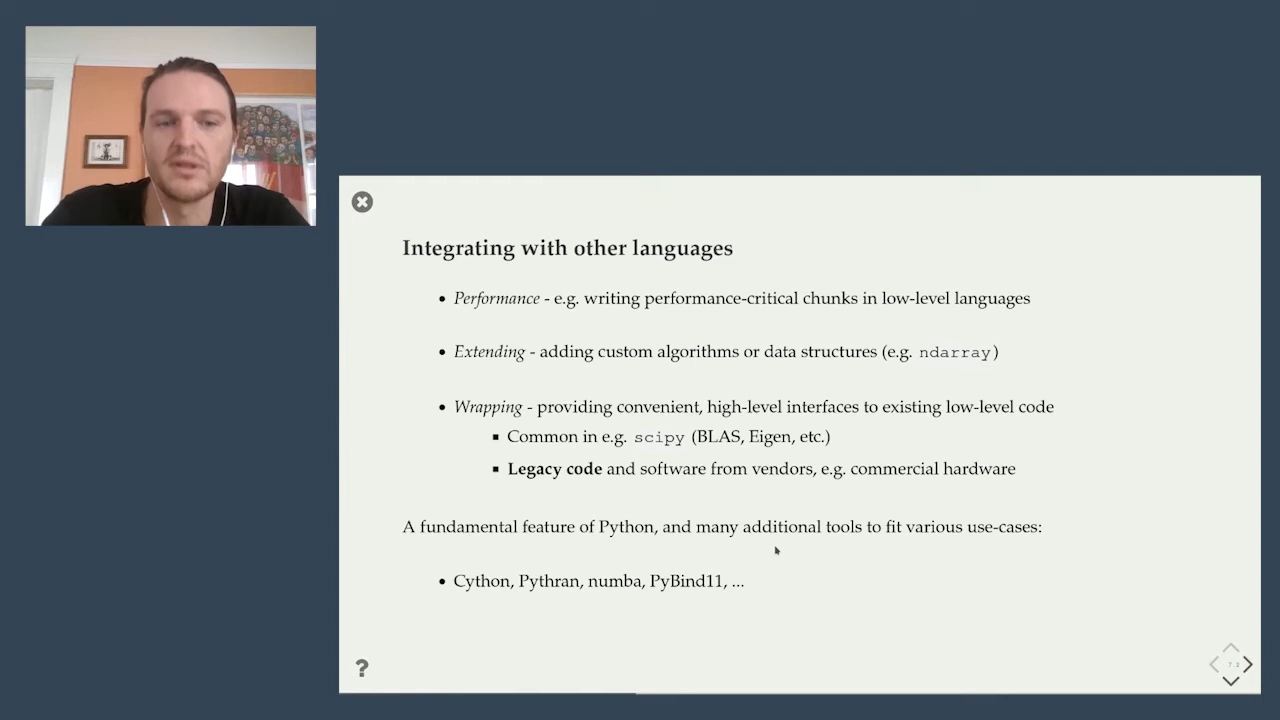 Integrating with other languages
• Performance - e.g. writing performance-critical chunks in low-level languages
• Extending - adding custom algorithms or data structures (e.g. ndarray)
• Wrapping - providing convenient, high-level interfaces to existing low-level code
▪ Common in e.g. scipy (BLAS, Eigen, etc.)
▪ Legacy code and software from vendors, e.g. commercial hardware
A fundamental feature of Python, and many additional tools to fit various use-cases:
• Cython, Pythran, numba, PyBind11, ...
?
7.2